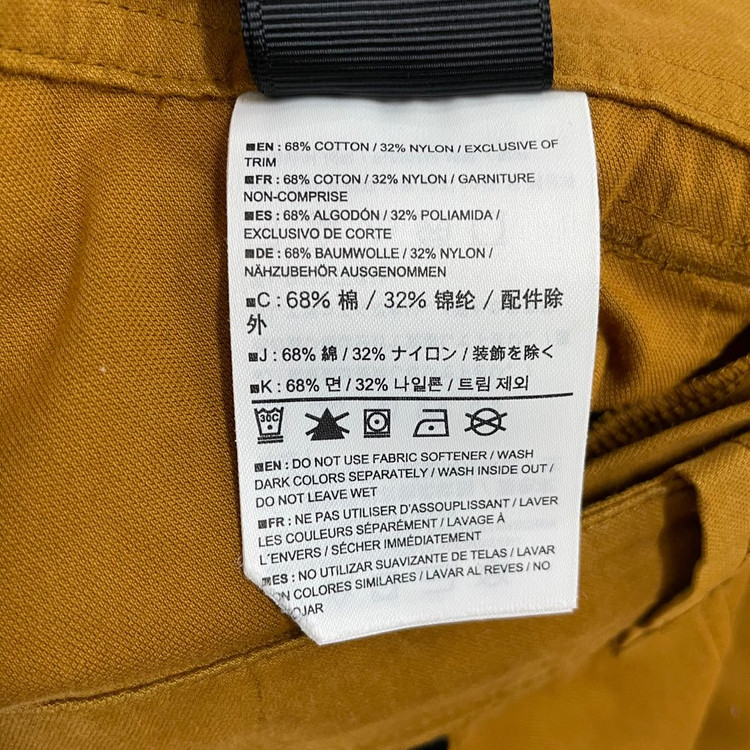 EN : 68% COTTON / 32% NYLON / EXCLUSIVE OF
TRIM
FR : 68% COTON / 32% NYLON / GARNITURE
NON-COMPRISE
ES : 68% ALGODÓN / 32% POLIAMIDA /
EXCLUSIVO DE CORTE
DE : 68% BAUMWOLLE / 32% NYLON /
NÄHZUBEHÖR AUSGENOMMEN
C : 68% 棉 / 32% 锦纶 / 配件除
外
J : 68% 綿 / 32% ナイロン / 装飾を除く
K : 68% 면 / 32% 나일론 / 트림 제외
30C
EN : DO NOT USE FABRIC SOFTENER / WASH
DARK COLORS SEPARATELY / WASH INSIDE OUT /
DO NOT LEAVE WET
FR : NE PAS UTILISER D'ASSOUPLISSANT / LAVER
LES COULEURS SÉPARÉMENT / LAVAGE À
L´ENVERS / SÉCHER IMMÉDIATEMENT
ES : NO UTILIZAR SUAVIZANTE DE TELAS / LAVAR
COLORES SIMILARES / LAVAR AL REVES / NO